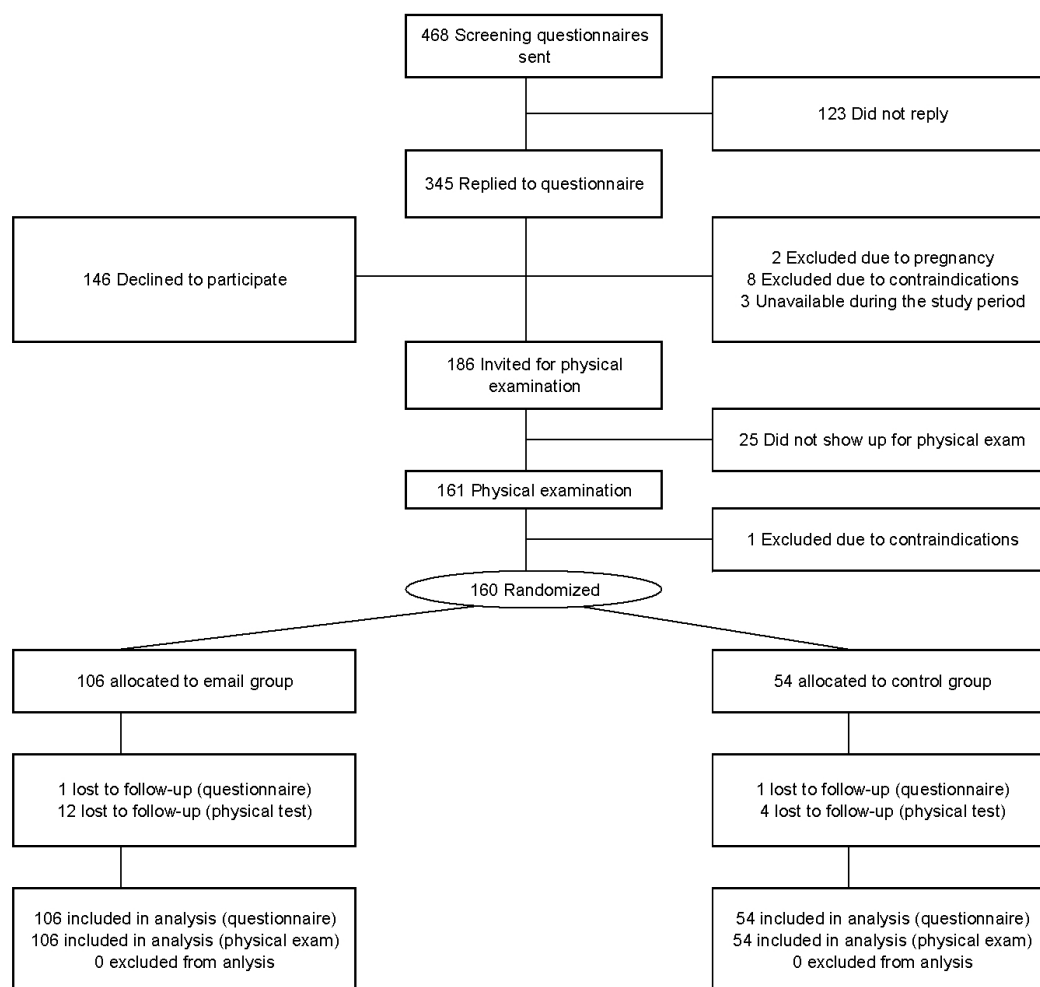 468 Screening questionnaires
sent
123 Did not reply
345 Replied to questionnaire
146 Declined to participate
2 Excluded due to pregnancy
8 Excluded due to contraindications
3 Unavailable during the study period
186 Invited for physical
examination
25 Did not show up for physical exam
161 Physical examination
1 Excluded due to contraindications
160 Randomized
106 allocated to email group
54 allocated to control group
1 lost to follow-up (questionnaire)
12 lost to follow-up (physical test)
1 lost to follow-up (questionnaire)
4 lost to follow-up (physical test)
106 included in analysis (questionnaire)
106 included in analysis (physical exam)
0 excluded from anlysis
54 included in analysis (questionnaire)
54 included in analysis (physical exam)
0 excluded from anlysis